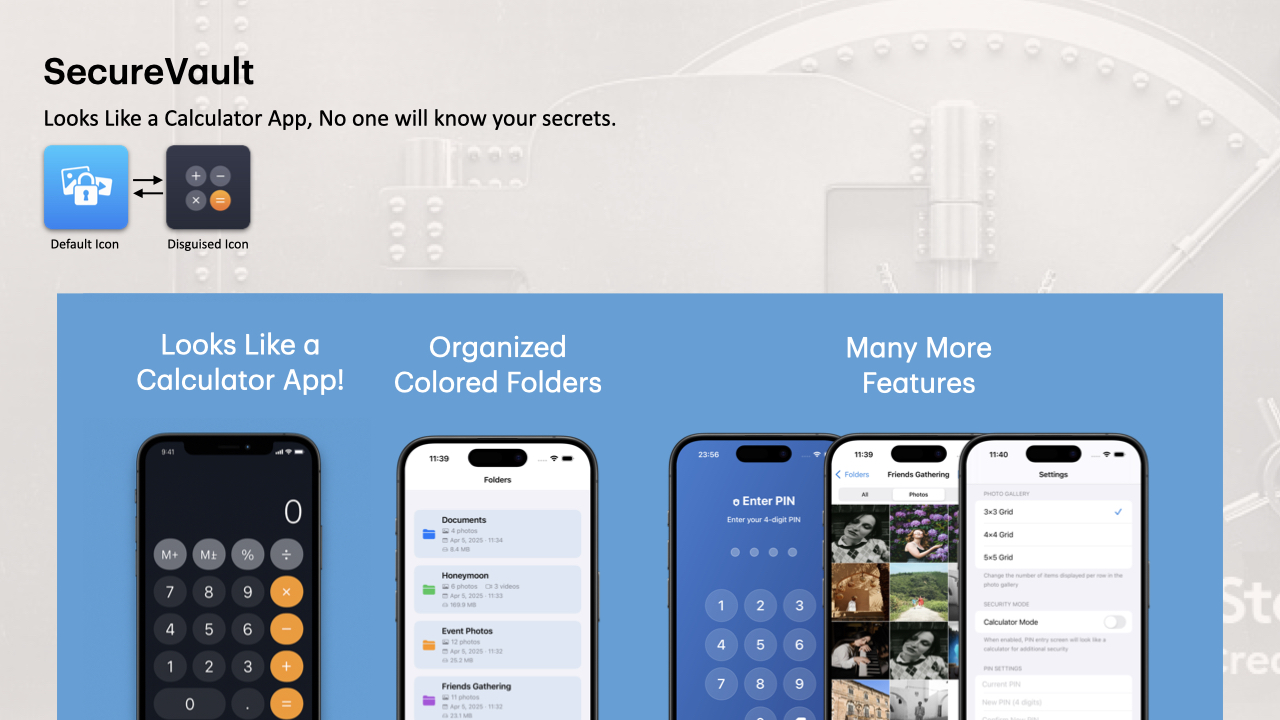 SecureVault
Looks Like a Calculator App, No one will know your secrets.
Default Icon
Disguised Icon
Looks Like a
Calculator App!
Organized
Colored Folders
Many More
Features
9:41
0
M+ M± % ÷
7 8 9 ×
4 5 6 −
1 2 3 +
0 . =
11:39
Folders
Documents
4 photos
Apr 5, 2025 · 11:34
8.4 MB
Honeymoon
6 photos 3 videos
Apr 5, 2025 · 11:33
169.9 MB
Event Photos
12 photos
Apr 5, 2025 · 11:32
25.2 MB
Friends Gathering
11 photos
Apr 5, 2025 · 11:32
23.1 MB
23:56
Enter PIN
Enter your 4-digit PIN
1 2 3
4 5 6
7 8 9
11:39
Folders Friends Gathering
All Photos
11:40
Settings
PHOTO GALLERY
3×3 Grid
4×4 Grid
5×5 Grid
Change the number of items displayed per row in the
photo gallery
SECURITY MODE
Calculator Mode
When enabled, PIN entry screen will look like a
calculator for additional security
PIN SETTINGS
Current PIN
New PIN (4 digits)